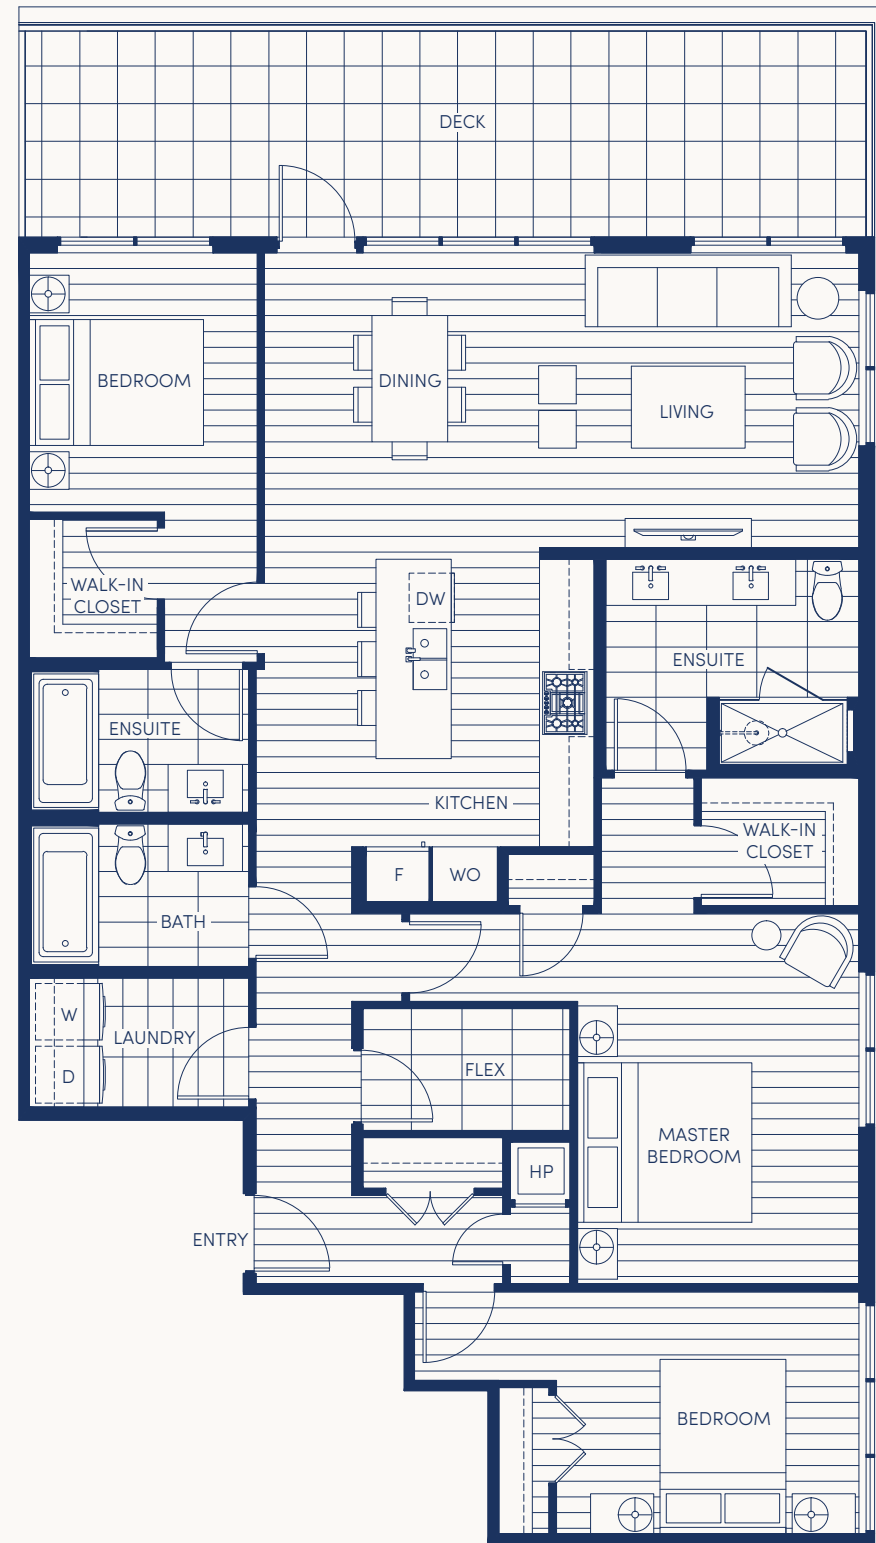 DECK
BEDROOM
DINING
LIVING
WALK-IN
CLOSET
DW
ENSUITE
ENSUITE
KITCHEN
WALK-IN
CLOSET
F
WO
BATH
W
LAUNDRY
D
FLEX
MASTER
BEDROOM
HP
ENTRY
BEDROOM